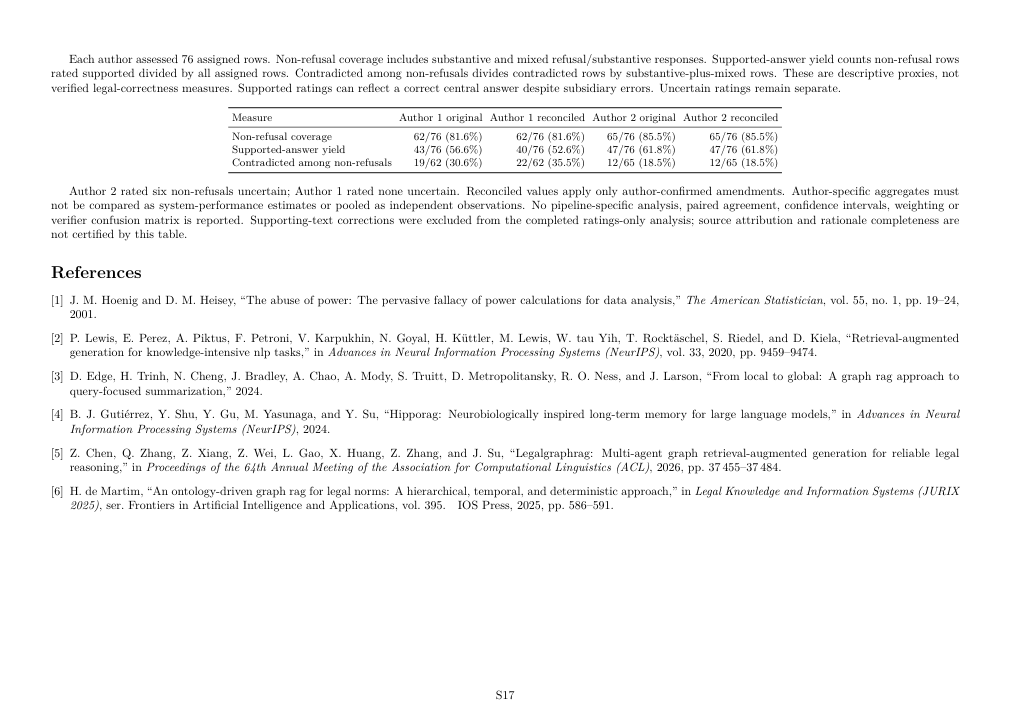 Each author assessed 76 assigned rows. Non-refusal coverage includes substantive and mixed refusal/substantive responses. Supported-answer yield counts non-refusal rows
rated supported divided by all assigned rows. Contradicted among non-refusals divides contradicted rows by substantive-plus-mixed rows. These are descriptive proxies, not
verified legal-correctness measures. Supported ratings can reflect a correct central answer despite subsidiary errors. Uncertain ratings remain separate.
Measure Author 1 original Author 1 reconciled Author 2 original Author 2 reconciled
Non-refusal coverage 62/76 (81.6%) 62/76 (81.6%) 65/76 (85.5%) 65/76 (85.5%)
Supported-answer yield 43/76 (56.6%) 40/76 (52.6%) 47/76 (61.8%) 47/76 (61.8%)
Contradicted among non-refusals 19/62 (30.6%) 22/62 (35.5%) 12/65 (18.5%) 12/65 (18.5%)
Author 2 rated six non-refusals uncertain; Author 1 rated none uncertain. Reconciled values apply only author-confirmed amendments. Author-specific aggregates must
not be compared as system-performance estimates or pooled as independent observations. No pipeline-specific analysis, paired agreement, confidence intervals, weighting or
verifier confusion matrix is reported. Supporting-text corrections were excluded from the completed ratings-only analysis; source attribution and rationale completeness are
not certified by this table.
References
[1] J. M. Hoenig and D. M. Heisey, “The abuse of power: The pervasive fallacy of power calculations for data analysis,” The American Statistician, vol. 55, no. 1, pp. 19–24,
2001.
[2] P. Lewis, E. Perez, A. Piktus, F. Petroni, V. Karpukhin, N. Goyal, H. Küttler, M. Lewis, W. tau Yih, T. Rocktäschel, S. Riedel, and D. Kiela, “Retrieval-augmented
generation for knowledge-intensive nlp tasks,” in Advances in Neural Information Processing Systems (NeurIPS), vol. 33, 2020, pp. 9459–9474.
[3] D. Edge, H. Trinh, N. Cheng, J. Bradley, A. Chao, A. Mody, S. Truitt, D. Metropolitansky, R. O. Ness, and J. Larson, “From local to global: A graph rag approach to
query-focused summarization,” 2024.
[4] B. J. Gutiérrez, Y. Shu, Y. Gu, M. Yasunaga, and Y. Su, “Hipporag: Neurobiologically inspired long-term memory for large language models,” in Advances in Neural
Information Processing Systems (NeurIPS), 2024.
[5] Z. Chen, Q. Zhang, Z. Xiang, Z. Wei, L. Gao, X. Huang, Z. Zhang, and J. Su, “Legalgraphrag: Multi-agent graph retrieval-augmented generation for reliable legal
reasoning,” in Proceedings of the 64th Annual Meeting of the Association for Computational Linguistics (ACL), 2026, pp. 37 455–37 484.
[6] H. de Martim, “An ontology-driven graph rag for legal norms: A hierarchical, temporal, and deterministic approach,” in Legal Knowledge and Information Systems (JURIX
2025), ser. Frontiers in Artificial Intelligence and Applications, vol. 395. IOS Press, 2025, pp. 586–591.
S17